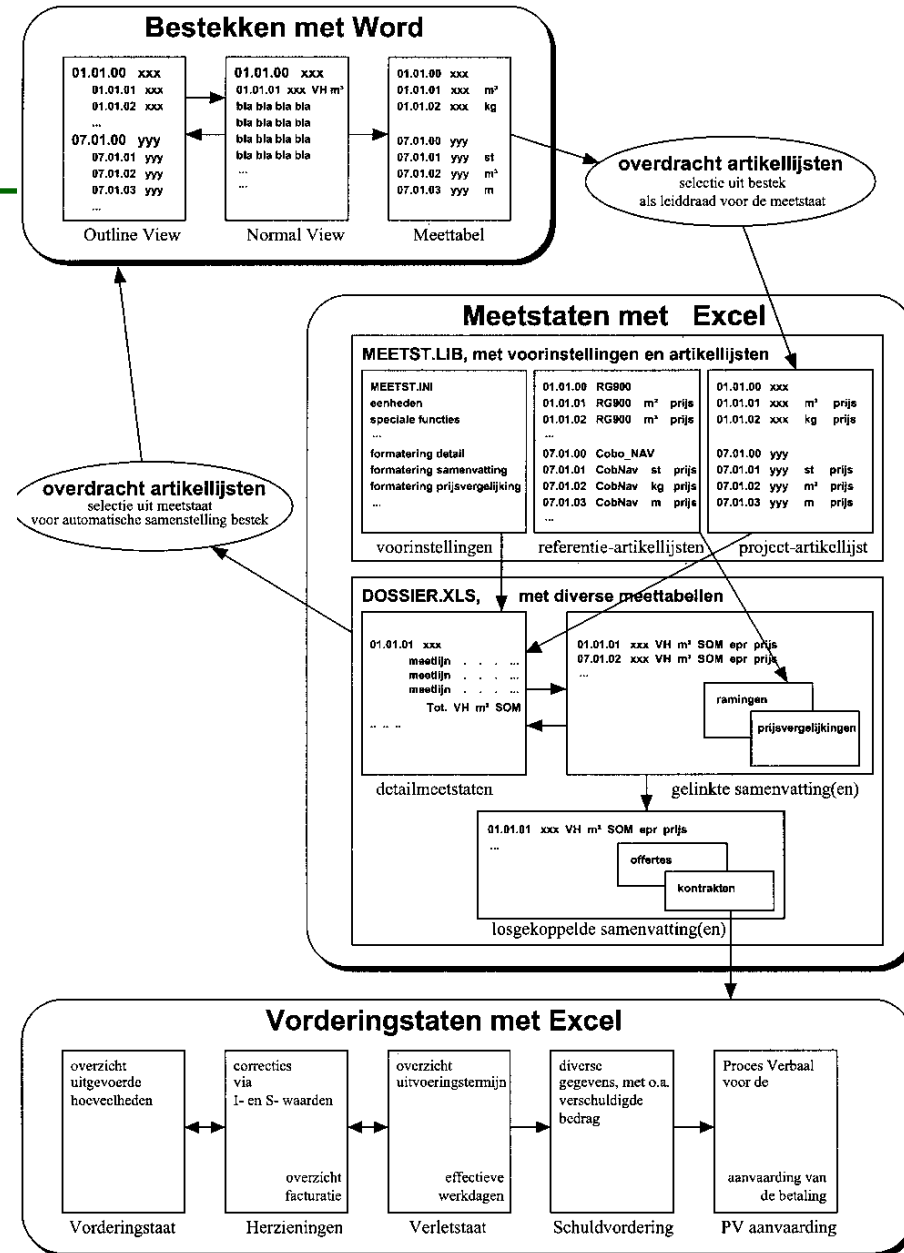 Bestekken met Word
01.01.00 xxx
01.01.01 xxx
01.01.02 xxx
...
07.01.00 yyy
07.01.01 yyy
07.01.02 yyy
07.01.03 yyy
...
Outline View
01.01.00 xxx
01.01.01 xxx VH m³
bla bla bla bla
bla bla bla bla
bla bla bla bla
bla bla bla bla
...
...
Normal View
01.01.00 xxx
01.01.01 xxx m³
01.01.02 xxx kg
07.01.00 yyy
07.01.01 yyy st
07.01.02 yyy m³
07.01.03 yyy m
Meettabel
overdracht artikellijsten
selectie uit bestek
als leiddraad voor de meetstaat
Meetstaten met Excel
MEETST.LIB, met voorinstellingen en artikellijsten
MEETST.INI
eenheden
speciale functies
...
formatering detail
formatering samenvatting
formatering prijsvergelijking
...
voorinstellingen
01.01.00 RG900
01.01.01 RG900 m³ prijs
01.01.02 RG900 m³ prijs
...
07.01.00 Cobo_NAV
07.01.01 CobNav st prijs
07.01.02 CobNav kg prijs
07.01.03 CobNav m prijs
...
referentie-artikellijsten
01.01.00 xxx
01.01.01 xxx m³ prijs
01.01.02 xxx kg prijs
07.01.00 yyy
07.01.01 yyy st prijs
07.01.02 yyy m³ prijs
07.01.03 yyy m prijs
project-artikellijst
overdracht artikellijsten
selectie uit meetstaat
voor automatische samenstelling bestek
DOSSIER.XLS, met diverse meettabellen
01.01.01 xxx
meetlijn . . . ...
meetlijn . . . ...
meetlijn . . . ...
Tot. VH m³ SOM
.. .. ..
detailmeetstaten
01.01.01 xxx VH m³ SOM epr prijs
07.01.02 xxx VH m³ SOM epr prijs
...
ramingen
prijsvergelijkingen
gelinkte samenvatting(en)
01.01.01 xxx VH m³ SOM epr prijs
...
offertes
kontrakten
losgekoppelde samenvatting(en)
Vorderingstaten met Excel
overzicht
uitgevoerde
hoeveelheden
Vorderingstaat
correcties
via
I- en S- waarden
overzicht
facturatie
Herzieningen
overzicht
uitvoeringstermijn
effectieve
werkdagen
Verletstaat
diverse
gegevens, met o.a.
verschuldigde
bedrag
Schuldvordering
Proces Verbaal
voor de
aanvaarding van
de betaling
PV aanvaarding